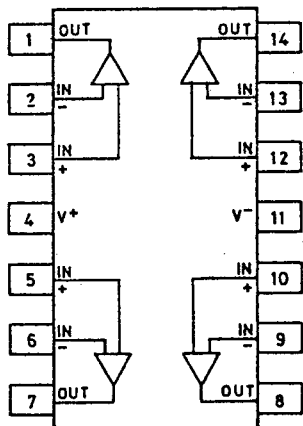 1 OUT OUT 14
2 IN - IN - 13
3 IN + IN + 12
4 V+ V- 11
5 IN + IN + 10
6 IN - IN - 9
7 OUT OUT 8